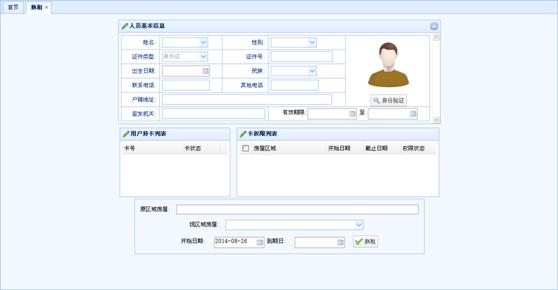 首页 换租 ×
人员基本信息
姓名: 性别:
证件类型: 身份证 证件号:
出生日期: 民族:
联系电话: 其他电话:
户籍地址: 身份验证
签发机关: 有效期限: 至
用户持卡列表 卡权限列表
卡号 卡状态 房屋区域 开始日期 截止日期 权限状态
原区域房屋:
现区域房屋:
开始日期: 2014-08-26 到期日: 换租